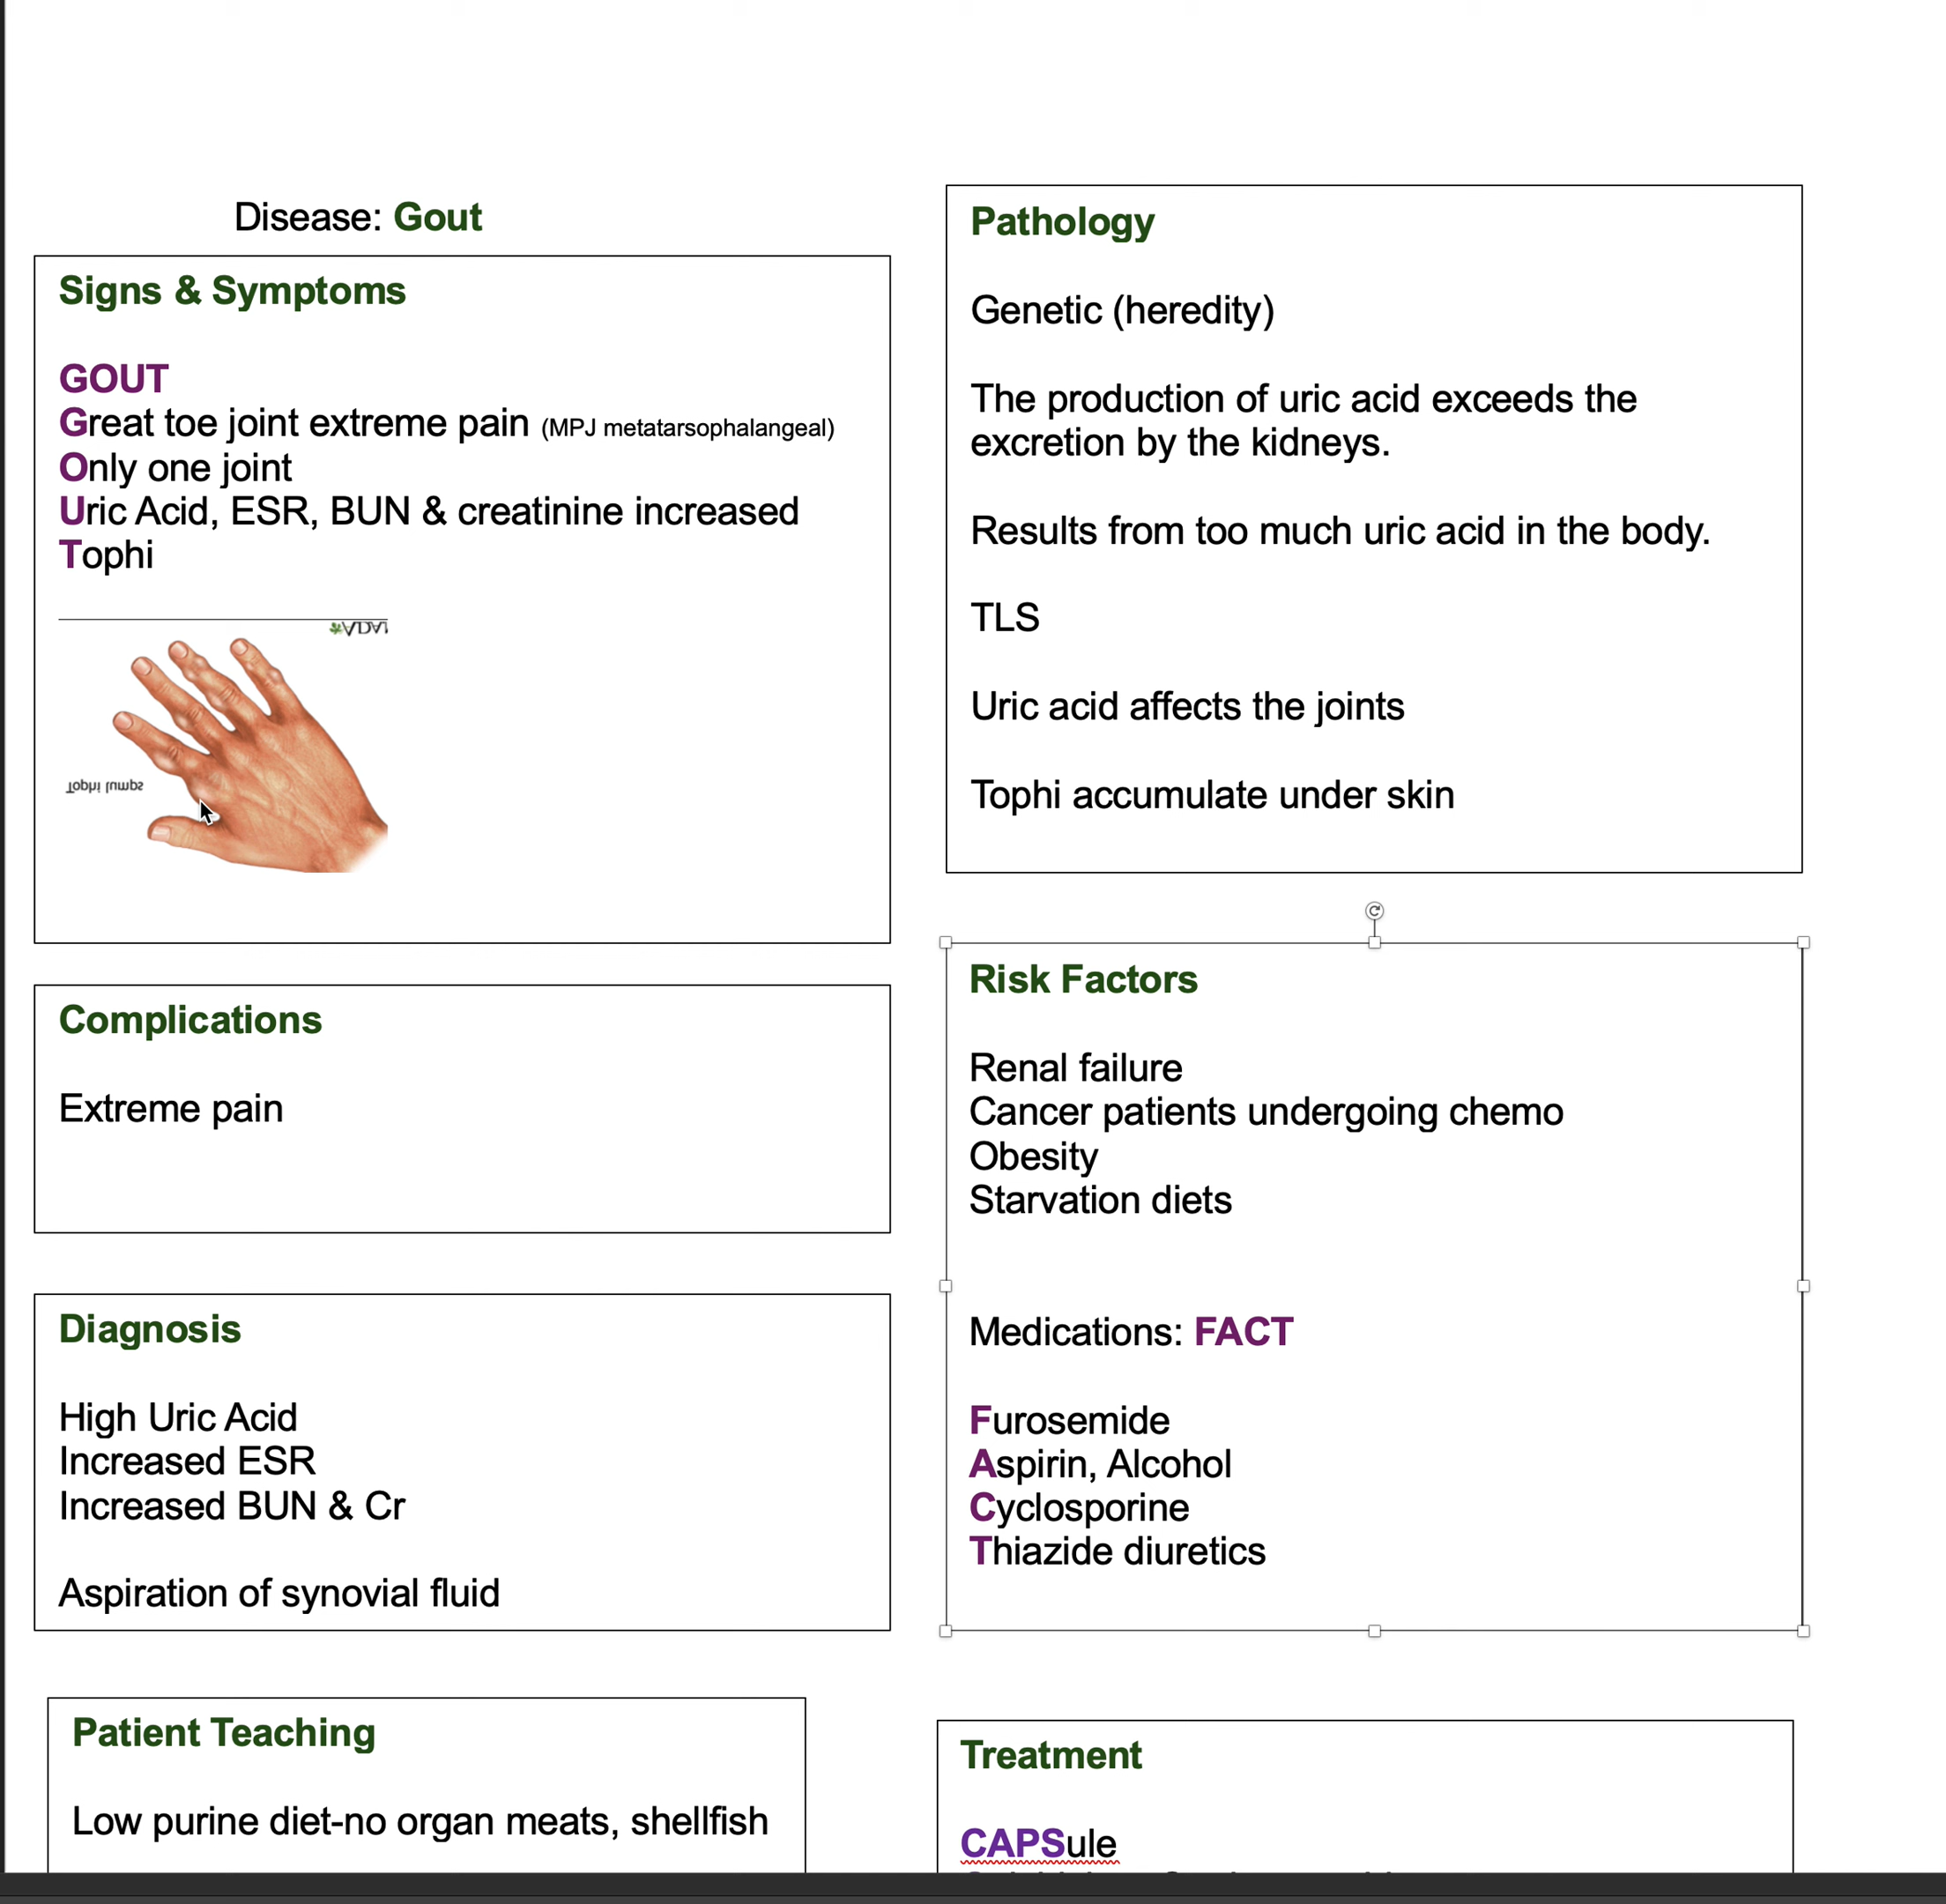 Disease: Gout
Signs & Symptoms
GOUT
Great toe joint extreme pain (MPJ metatarsophalangeal)
Only one joint
Uric Acid, ESR, BUN & creatinine increased
Tophi
Tophi lumps
Complications
Extreme pain
Diagnosis
High Uric Acid
Increased ESR
Increased BUN & Cr
Aspiration of synovial fluid
Patient Teaching
Low purine diet-no organ meats, shellfish
Pathology
Genetic (heredity)
The production of uric acid exceeds the
excretion by the kidneys.
Results from too much uric acid in the body.
TLS
Uric acid affects the joints
Tophi accumulate under skin
Risk Factors
Renal failure
Cancer patients undergoing chemo
Obesity
Starvation diets
Medications: FACT
Furosemide
Aspirin, Alcohol
Cyclosporine
Thiazide diuretics
Treatment
CAPSule